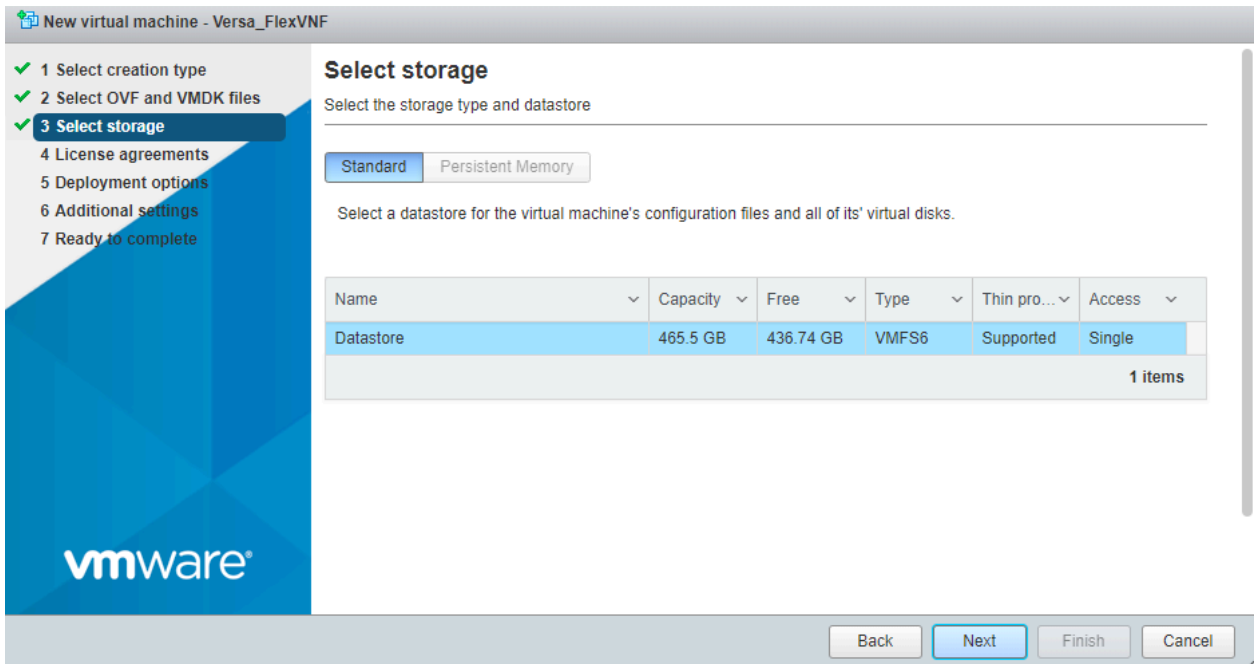 New virtual machine - Versa_FlexVNF
1 Select creation type
2 Select OVF and VMDK files
3 Select storage
4 License agreements
5 Deployment options
6 Additional settings
7 Ready to complete
vmware®
Select storage
Select the storage type and datastore
Standard Persistent Memory
Select a datastore for the virtual machine's configuration files and all of its' virtual disks.
Name Capacity Free Type Thin pro... Access
Datastore 465.5 GB 436.74 GB VMFS6 Supported Single
1 items
Back Next Finish Cancel